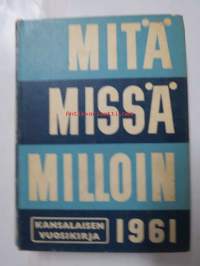 MITÄ
MISSÄ
MILLOIN
KANSALAISEN
VUOSIKIRJA 1961